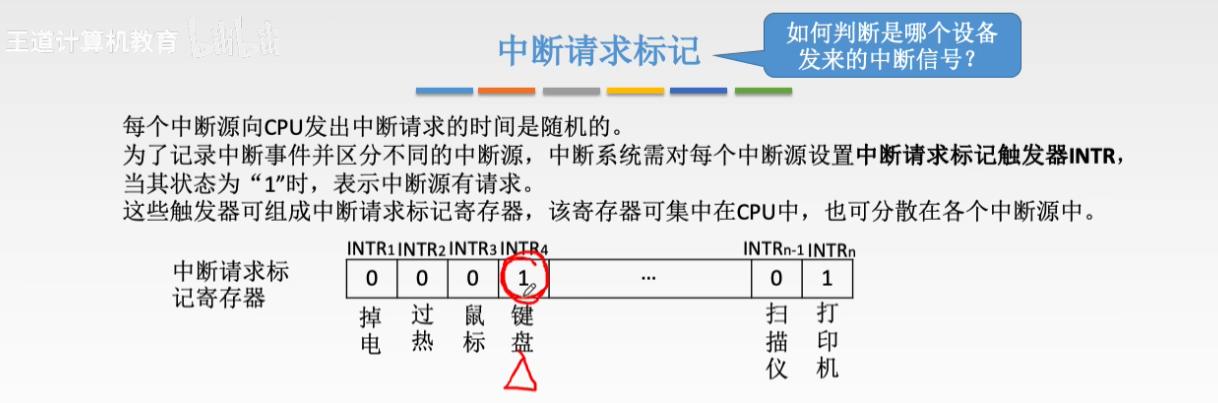 王道计算机教育 bilibili
中断请求标记
如何判断是哪个设备
发来的中断信号?
每个中断源向CPU发出中断请求的时间是随机的。
为了记录中断事件并区分不同的中断源，中断系统需对每个中断源设置中断请求标记触发器INTR，
当其状态为“1”时，表示中断源有请求。
这些触发器可组成中断请求标记寄存器，该寄存器可集中在CPU中，也可分散在各个中断源中。
INTR1 INTR2 INTR3 INTR4 INTRn-1 INTRn
中断请求标
记寄存器
0 0 0 1 ... 0 1
掉电 过热 鼠标 键盘 扫描仪 打印机